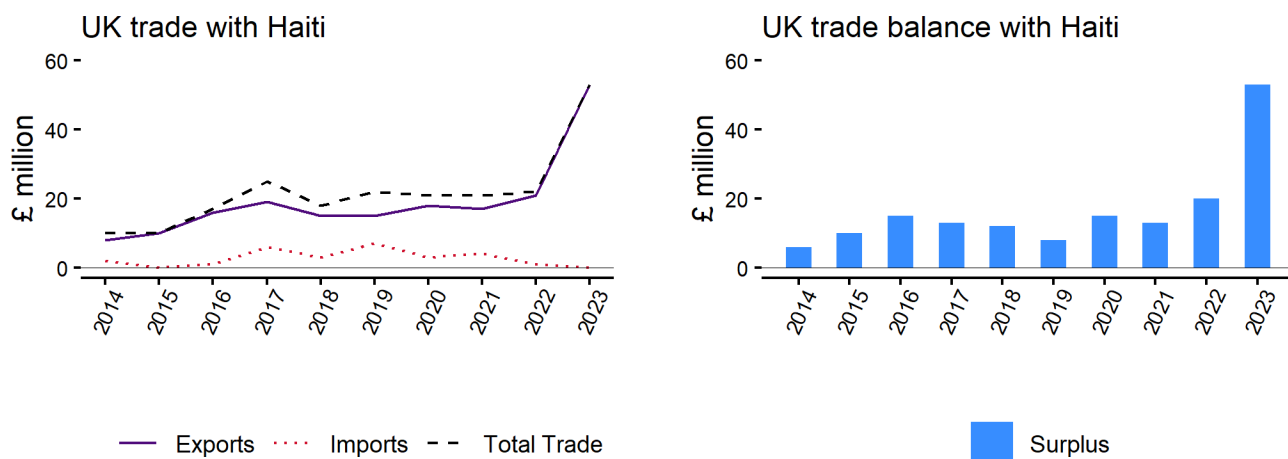 UK trade with Haiti
£ million
60
40
20
0
2014 2015 2016 2017 2018 2019 2020 2021 2022 2023
Exports Imports Total Trade
UK trade balance with Haiti
£ million
60
40
20
0
2014 2015 2016 2017 2018 2019 2020 2021 2022 2023
Surplus